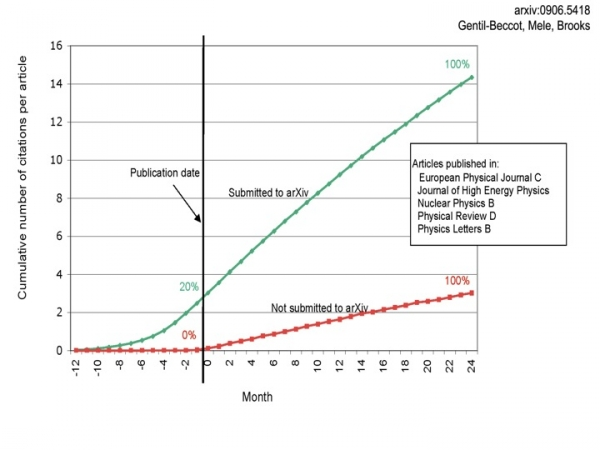 arxiv:0906.5418
Gentil-Beccot, Mele, Brooks
Cumulative number of citations per article
16
14
12
10
8
6
4
2
0
100%
Publication date
Submitted to arXiv
Articles published in:
European Physical Journal C
Journal of High Energy Physics
Nuclear Physics B
Physical Review D
Physics Letters B
20%
100%
Not submitted to arXiv
0%
-12
-10
-8
-6
-4
-2
0
2
4
6
8
10
12
14
16
18
20
22
24
Month